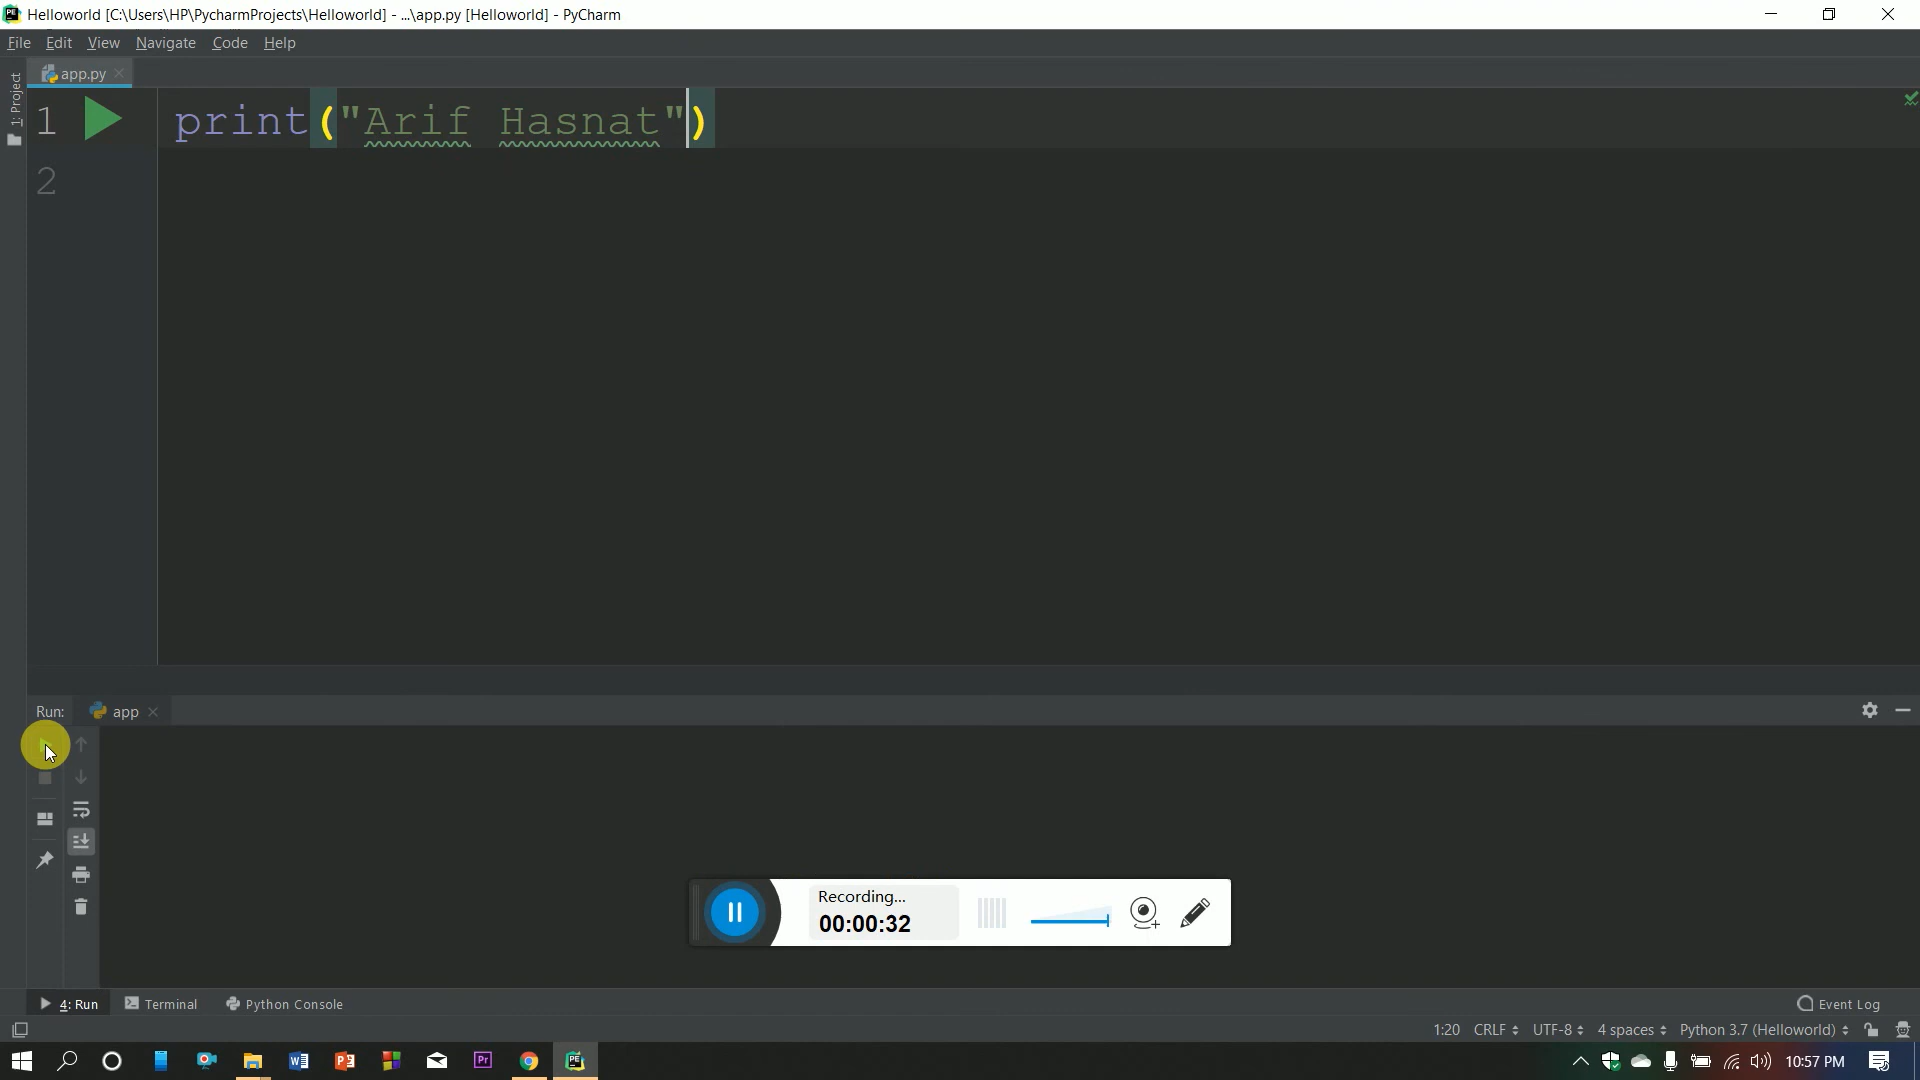 Helloworld [C:\Users\HP\PycharmProjects\Helloworld] - ...\app.py [Helloworld] - PyCharm
File Edit View Navigate Code Help
1: Project
app.py
1 print("Arif Hasnat")
2
Run: app
Recording...
00:00:32
4: Run Terminal Python Console Event Log
1:20 CRLF UTF-8 4 spaces Python 3.7 (Helloworld)
10:57 PM